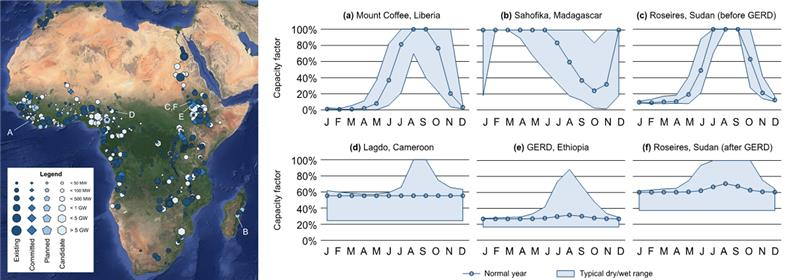 A
B
C,F
D
E
Legend
< 50 MW
< 100 MW
< 500 MW
< 1 GW
< 5 GW
> 5 GW
Existing
Committed
Planned
Candidate
(a) Mount Coffee, Liberia
(b) Sahofika, Madagascar
(c) Roseires, Sudan (before GERD)
Capacity factor
100%
80%
60%
40%
20%
0%
J F M A M J J A S O N D
J F M A M J J A S O N D
J F M A M J J A S O N D
(d) Lagdo, Cameroon
(e) GERD, Ethiopia
(f) Roseires, Sudan (after GERD)
Capacity factor
100%
80%
60%
40%
20%
0%
J F M A M J J A S O N D
J F M A M J J A S O N D
J F M A M J J A S O N D
Normal year
Typical dry/wet range